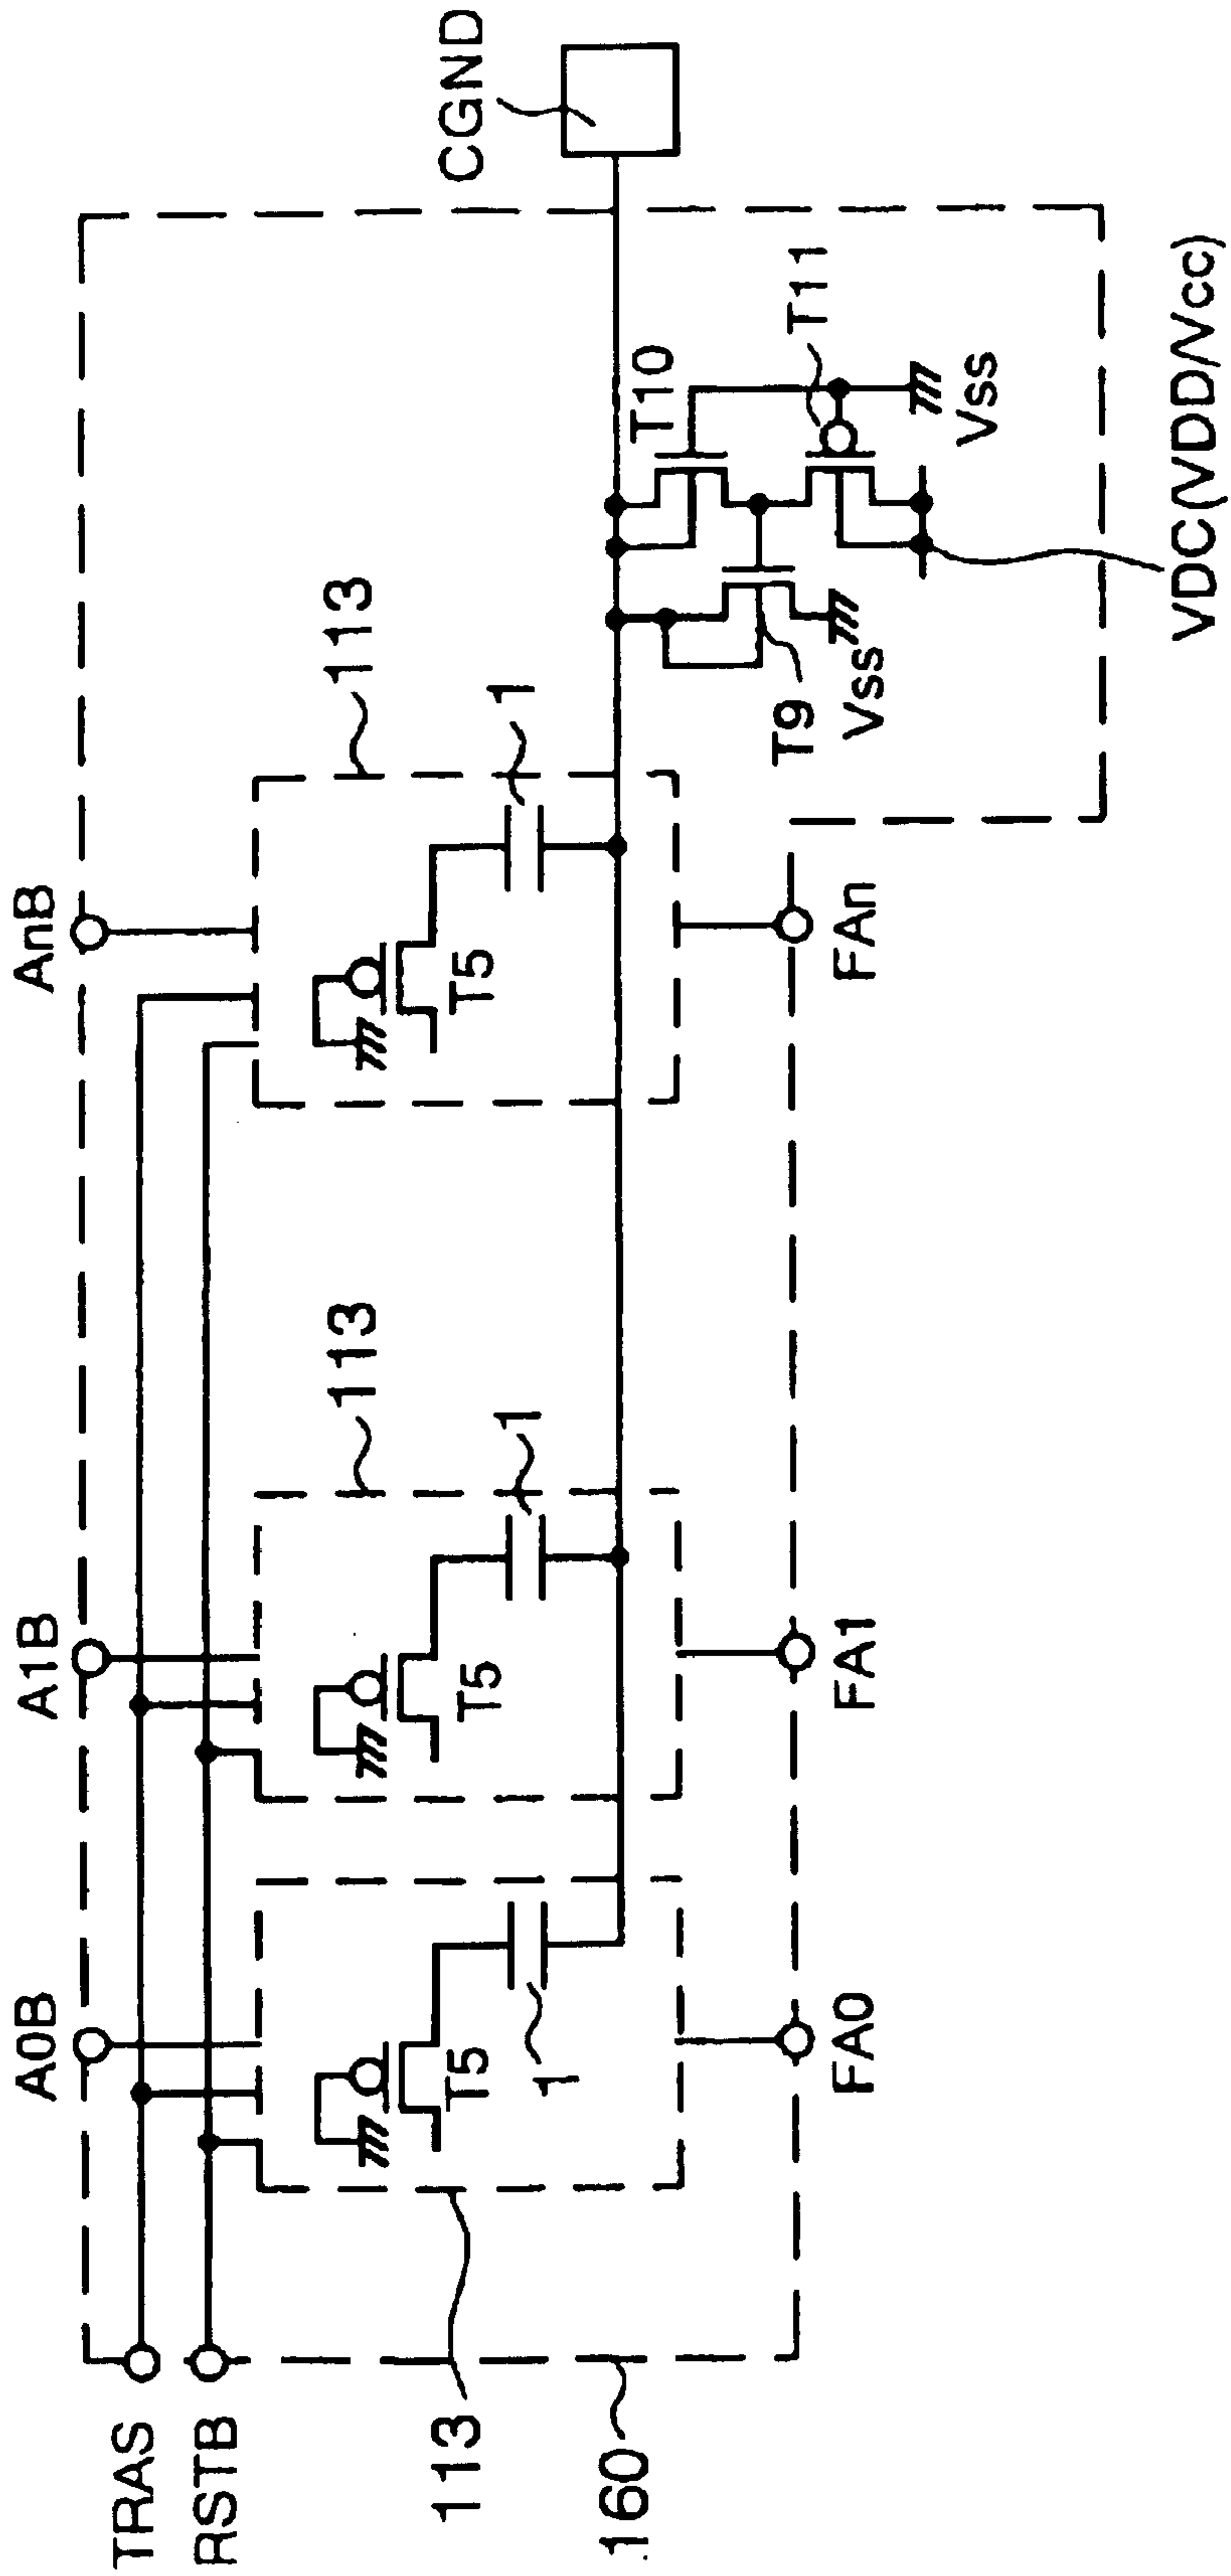 A0B
A1B
AnB
TRAS
RSTB
113
113
113
CGND
T5
T5
T5
1
1
1
T10
T11
T9
Vss
Vss
160
FA0
FA1
FAn
VDC(VDD/Vcc)